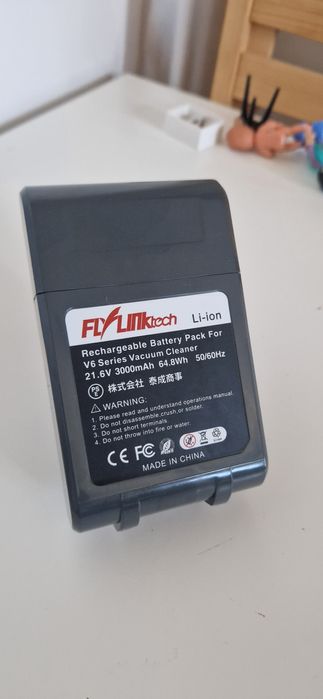 FLYLINKtech Li-ion
Rechargeable Battery Pack For
V6 Series Vacuum Cleaner
21.6V 3000mAh 64.8Wh 50/60Hz
PS E 株式会社 泰成商事
WARNING:
1. Please read and understand operations manual.
2. Do not disassemble,crush,or solder.
3. Do not short terminals
4. Do not throw into fire or water.
CE FC
MADE IN CHINA